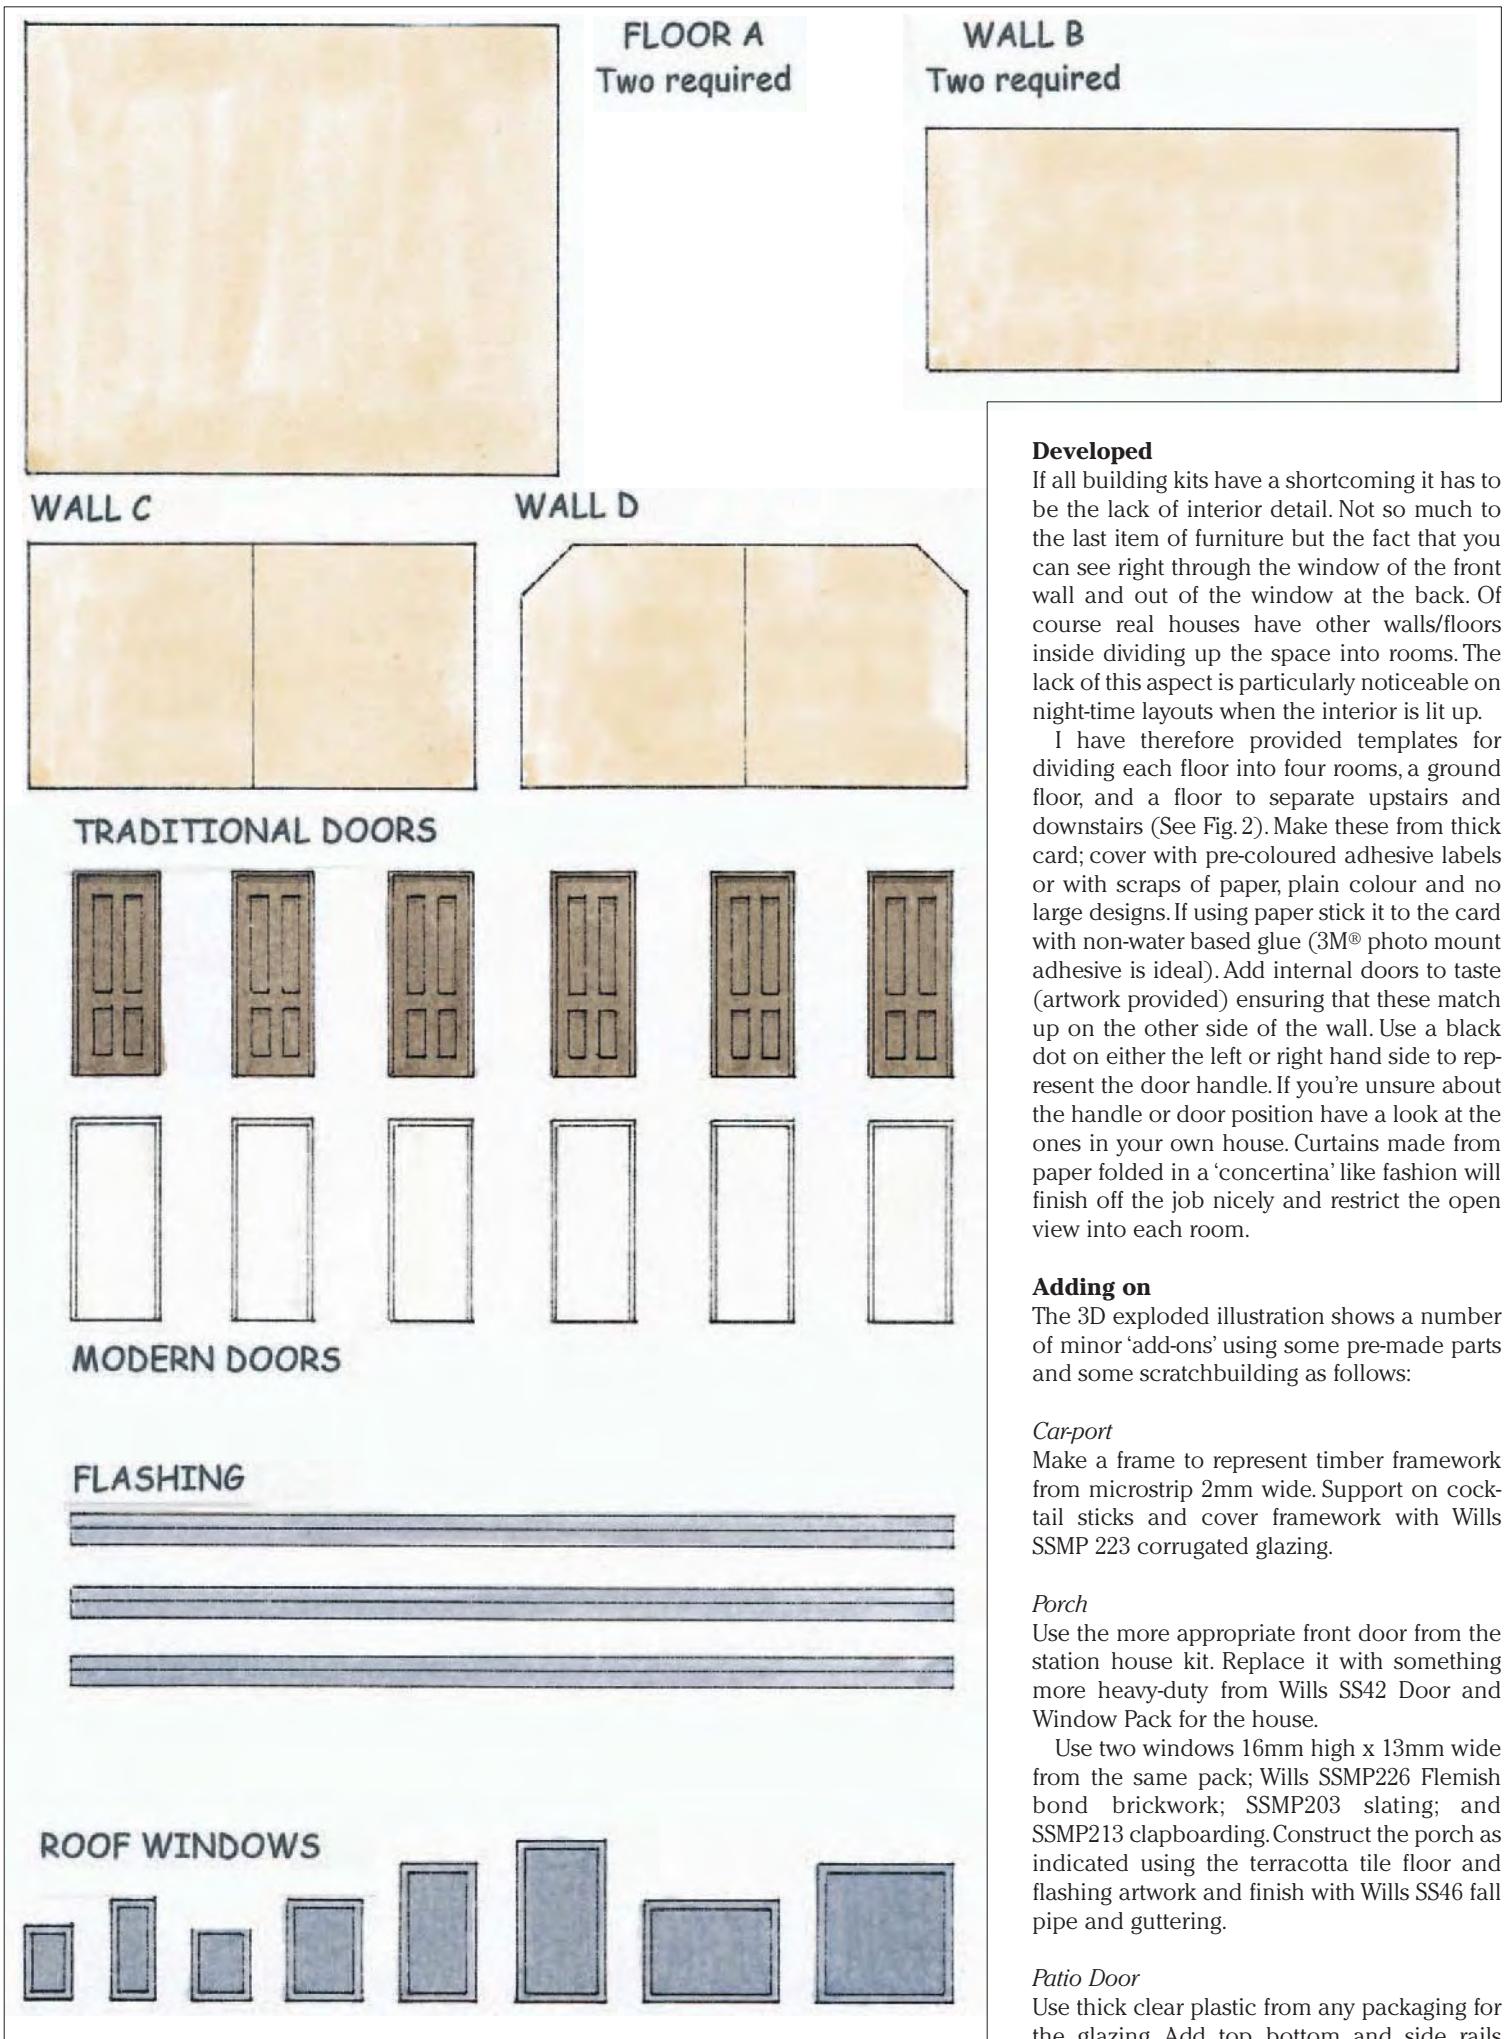 FLOOR A
Two required
WALL B
Two required
WALL C
WALL D
TRADITIONAL DOORS
MODERN DOORS
FLASHING
ROOF WINDOWS
Developed
If all building kits have a shortcoming it has to
be the lack of interior detail. Not so much to
the last item of furniture but the fact that you
can see right through the window of the front
wall and out of the window at the back. Of
course real houses have other walls/floors
inside dividing up the space into rooms. The
lack of this aspect is particularly noticeable on
night-time layouts when the interior is lit up.
I have therefore provided templates for
dividing each floor into four rooms, a ground
floor, and a floor to separate upstairs and
downstairs (See Fig. 2). Make these from thick
card; cover with pre-coloured adhesive labels
or with scraps of paper, plain colour and no
large designs. If using paper stick it to the card
with non-water based glue (3M® photo mount
adhesive is ideal). Add internal doors to taste
(artwork provided) ensuring that these match
up on the other side of the wall. Use a black
dot on either the left or right hand side to rep-
resent the door handle. If you're unsure about
the handle or door position have a look at the
ones in your own house. Curtains made from
paper folded in a 'concertina' like fashion will
finish off the job nicely and restrict the open
view into each room.
Adding on
The 3D exploded illustration shows a number
of minor 'add-ons' using some pre-made parts
and some scratchbuilding as follows:
Car-port
Make a frame to represent timber framework
from microstrip 2mm wide. Support on cock-
tail sticks and cover framework with Wills
SSMP 223 corrugated glazing.
Porch
Use the more appropriate front door from the
station house kit. Replace it with something
more heavy-duty from Wills SS42 Door and
Window Pack for the house.
Use two windows 16mm high x 13mm wide
from the same pack; Wills SSMP226 Flemish
bond brickwork; SSMP203 slating; and
SSMP213 clapboarding. Construct the porch as
indicated using the terracotta tile floor and
flashing artwork and finish with Wills SS46 fall
pipe and guttering.
Patio Door
Use thick clear plastic from any packaging for
the glazing. Add top, bottom and side rails